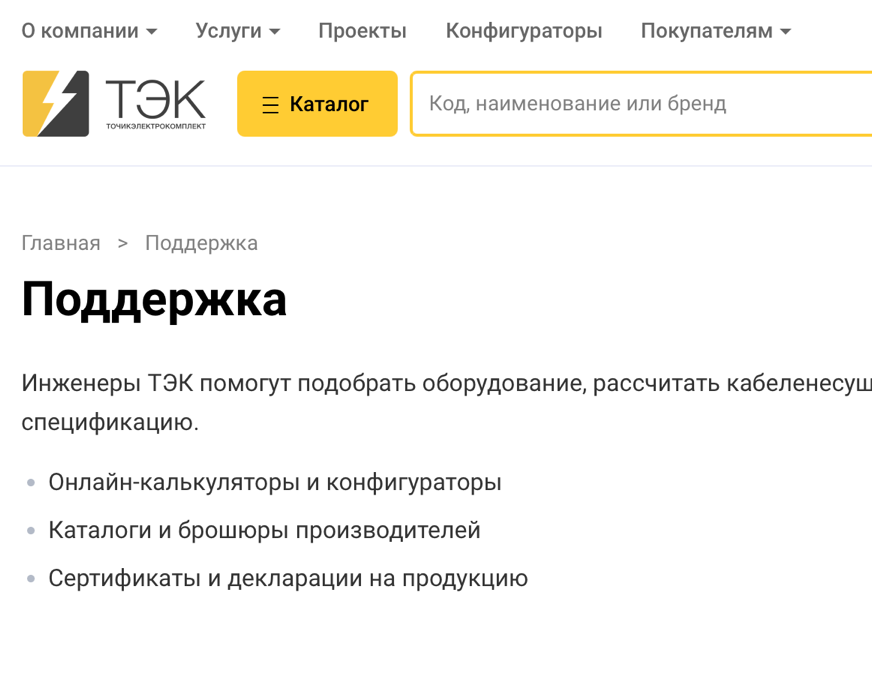 О компании Услуги Проекты Конфигураторы Покупателям
ТЭК
ТОЧИКЭЛЕКТРОКОМПЛЕКТ
Каталог
Код, наименование или бренд
Главная > Поддержка
Поддержка
Инженеры ТЭК помогут подобрать оборудование, рассчитать кабеленесущ
спецификацию.
Онлайн-калькуляторы и конфигураторы
Каталоги и брошюры производителей
Сертификаты и декларации на продукцию